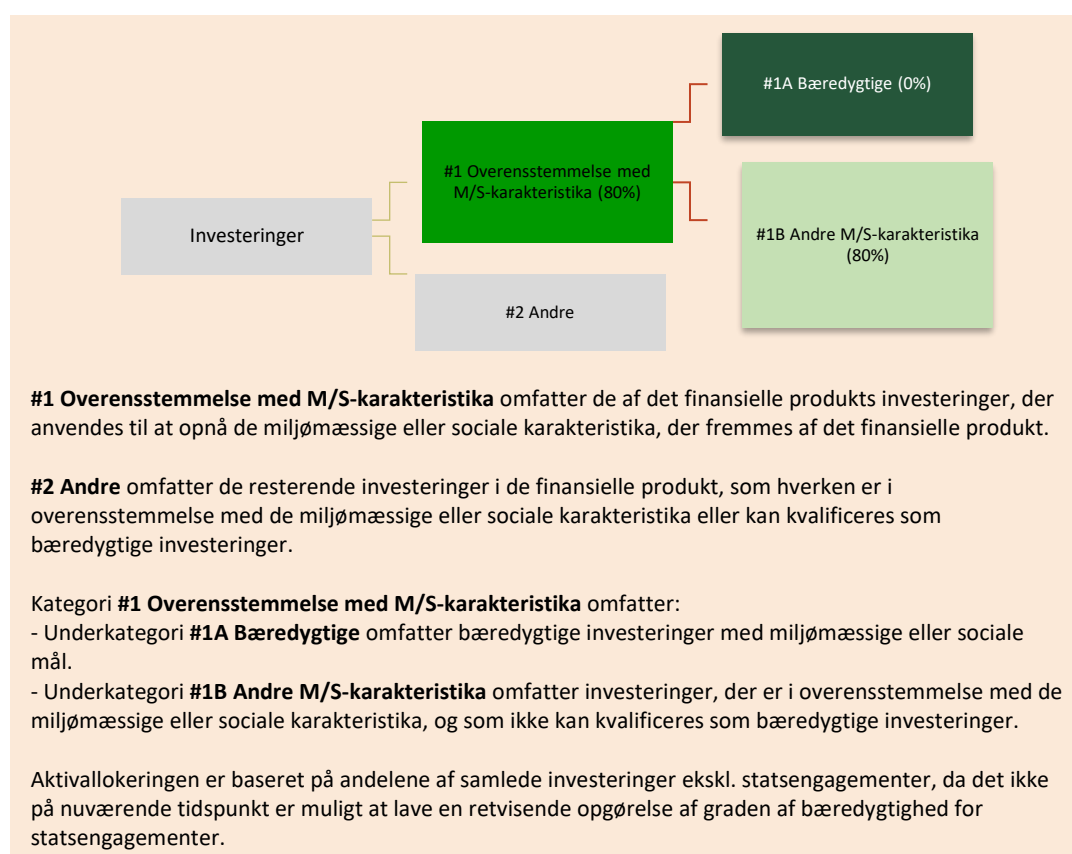 #1A Bæredygtige (0%)
#1 Overensstemmelse med
M/S-karakteristika (80%)
Investeringer
#1B Andre M/S-karakteristika
(80%)
#2 Andre
#1 Overensstemmelse med M/S-karakteristika omfatter de af det finansielle produkts investeringer, der
anvendes til at opnå de miljømæssige eller sociale karakteristika, der fremmes af det finansielle produkt.
#2 Andre omfatter de resterende investeringer i de finansielle produkt, som hverken er i
overensstemmelse med de miljømæssige eller sociale karakteristika eller kan kvalificeres som
bæredygtige investeringer.
Kategori #1 Overensstemmelse med M/S-karakteristika omfatter:
- Underkategori #1A Bæredygtige omfatter bæredygtige investeringer med miljømæssige eller sociale
mål.
- Underkategori #1B Andre M/S-karakteristika omfatter investeringer, der er i overensstemmelse med de
miljømæssige eller sociale karakteristika, og som ikke kan kvalificeres som bæredygtige investeringer.
Aktivallokeringen er baseret på andelene af samlede investeringer ekskl. statsengagementer, da det ikke
på nuværende tidspunkt er muligt at lave en retvisende opgørelse af graden af bæredygtighed for
statsengagementer.